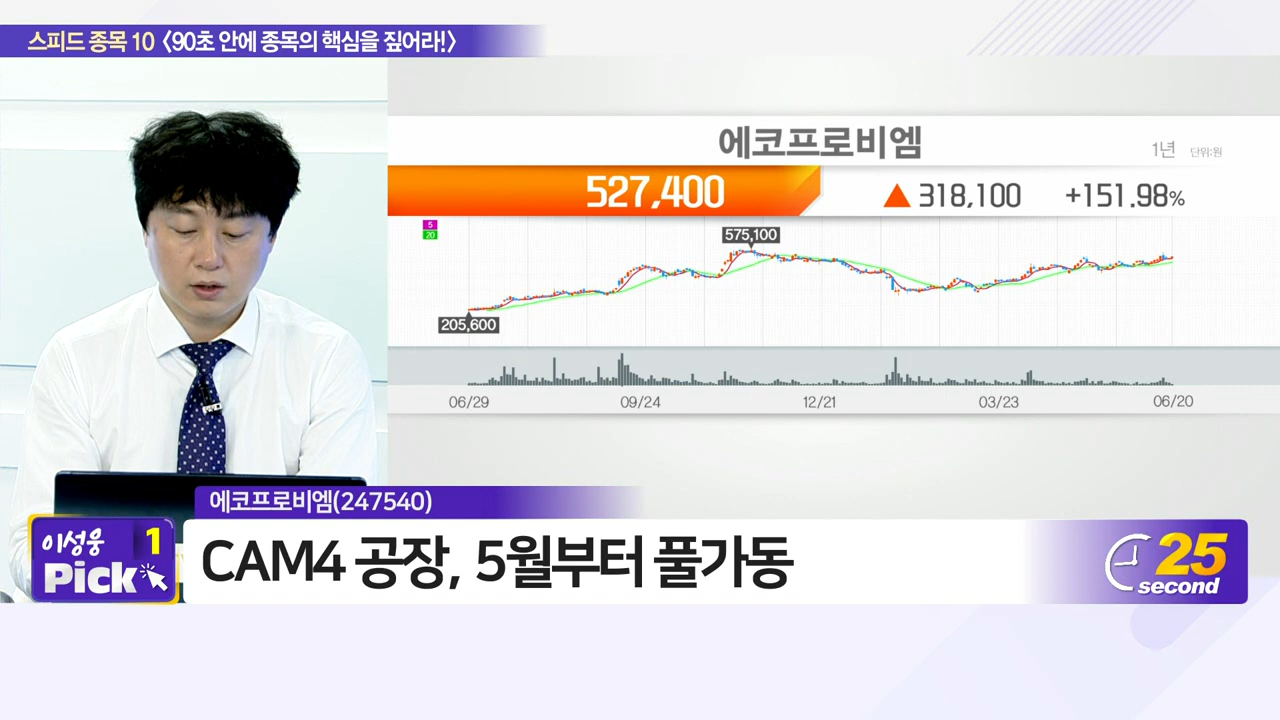 스피드 종목 10 <90초 안에 종목의 핵심을 짚어라!>
에코프로비엠
1년 단위:원
527,400 ▲ 318,100 +151.98%
5
20
575,100
205,600
06/29 09/24 12/21 03/23 06/20
에코프로비엠(247540)
이성웅 1
Pick
CAM4 공장, 5월부터 풀가동
25
second